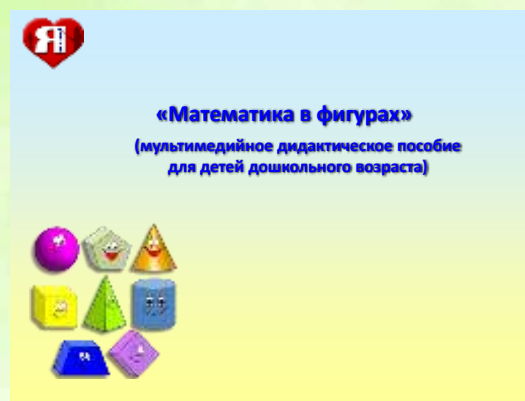 Я
«Математика в фигурах»
(мультимедийное дидактическое пособие
для детей дошкольного возраста)